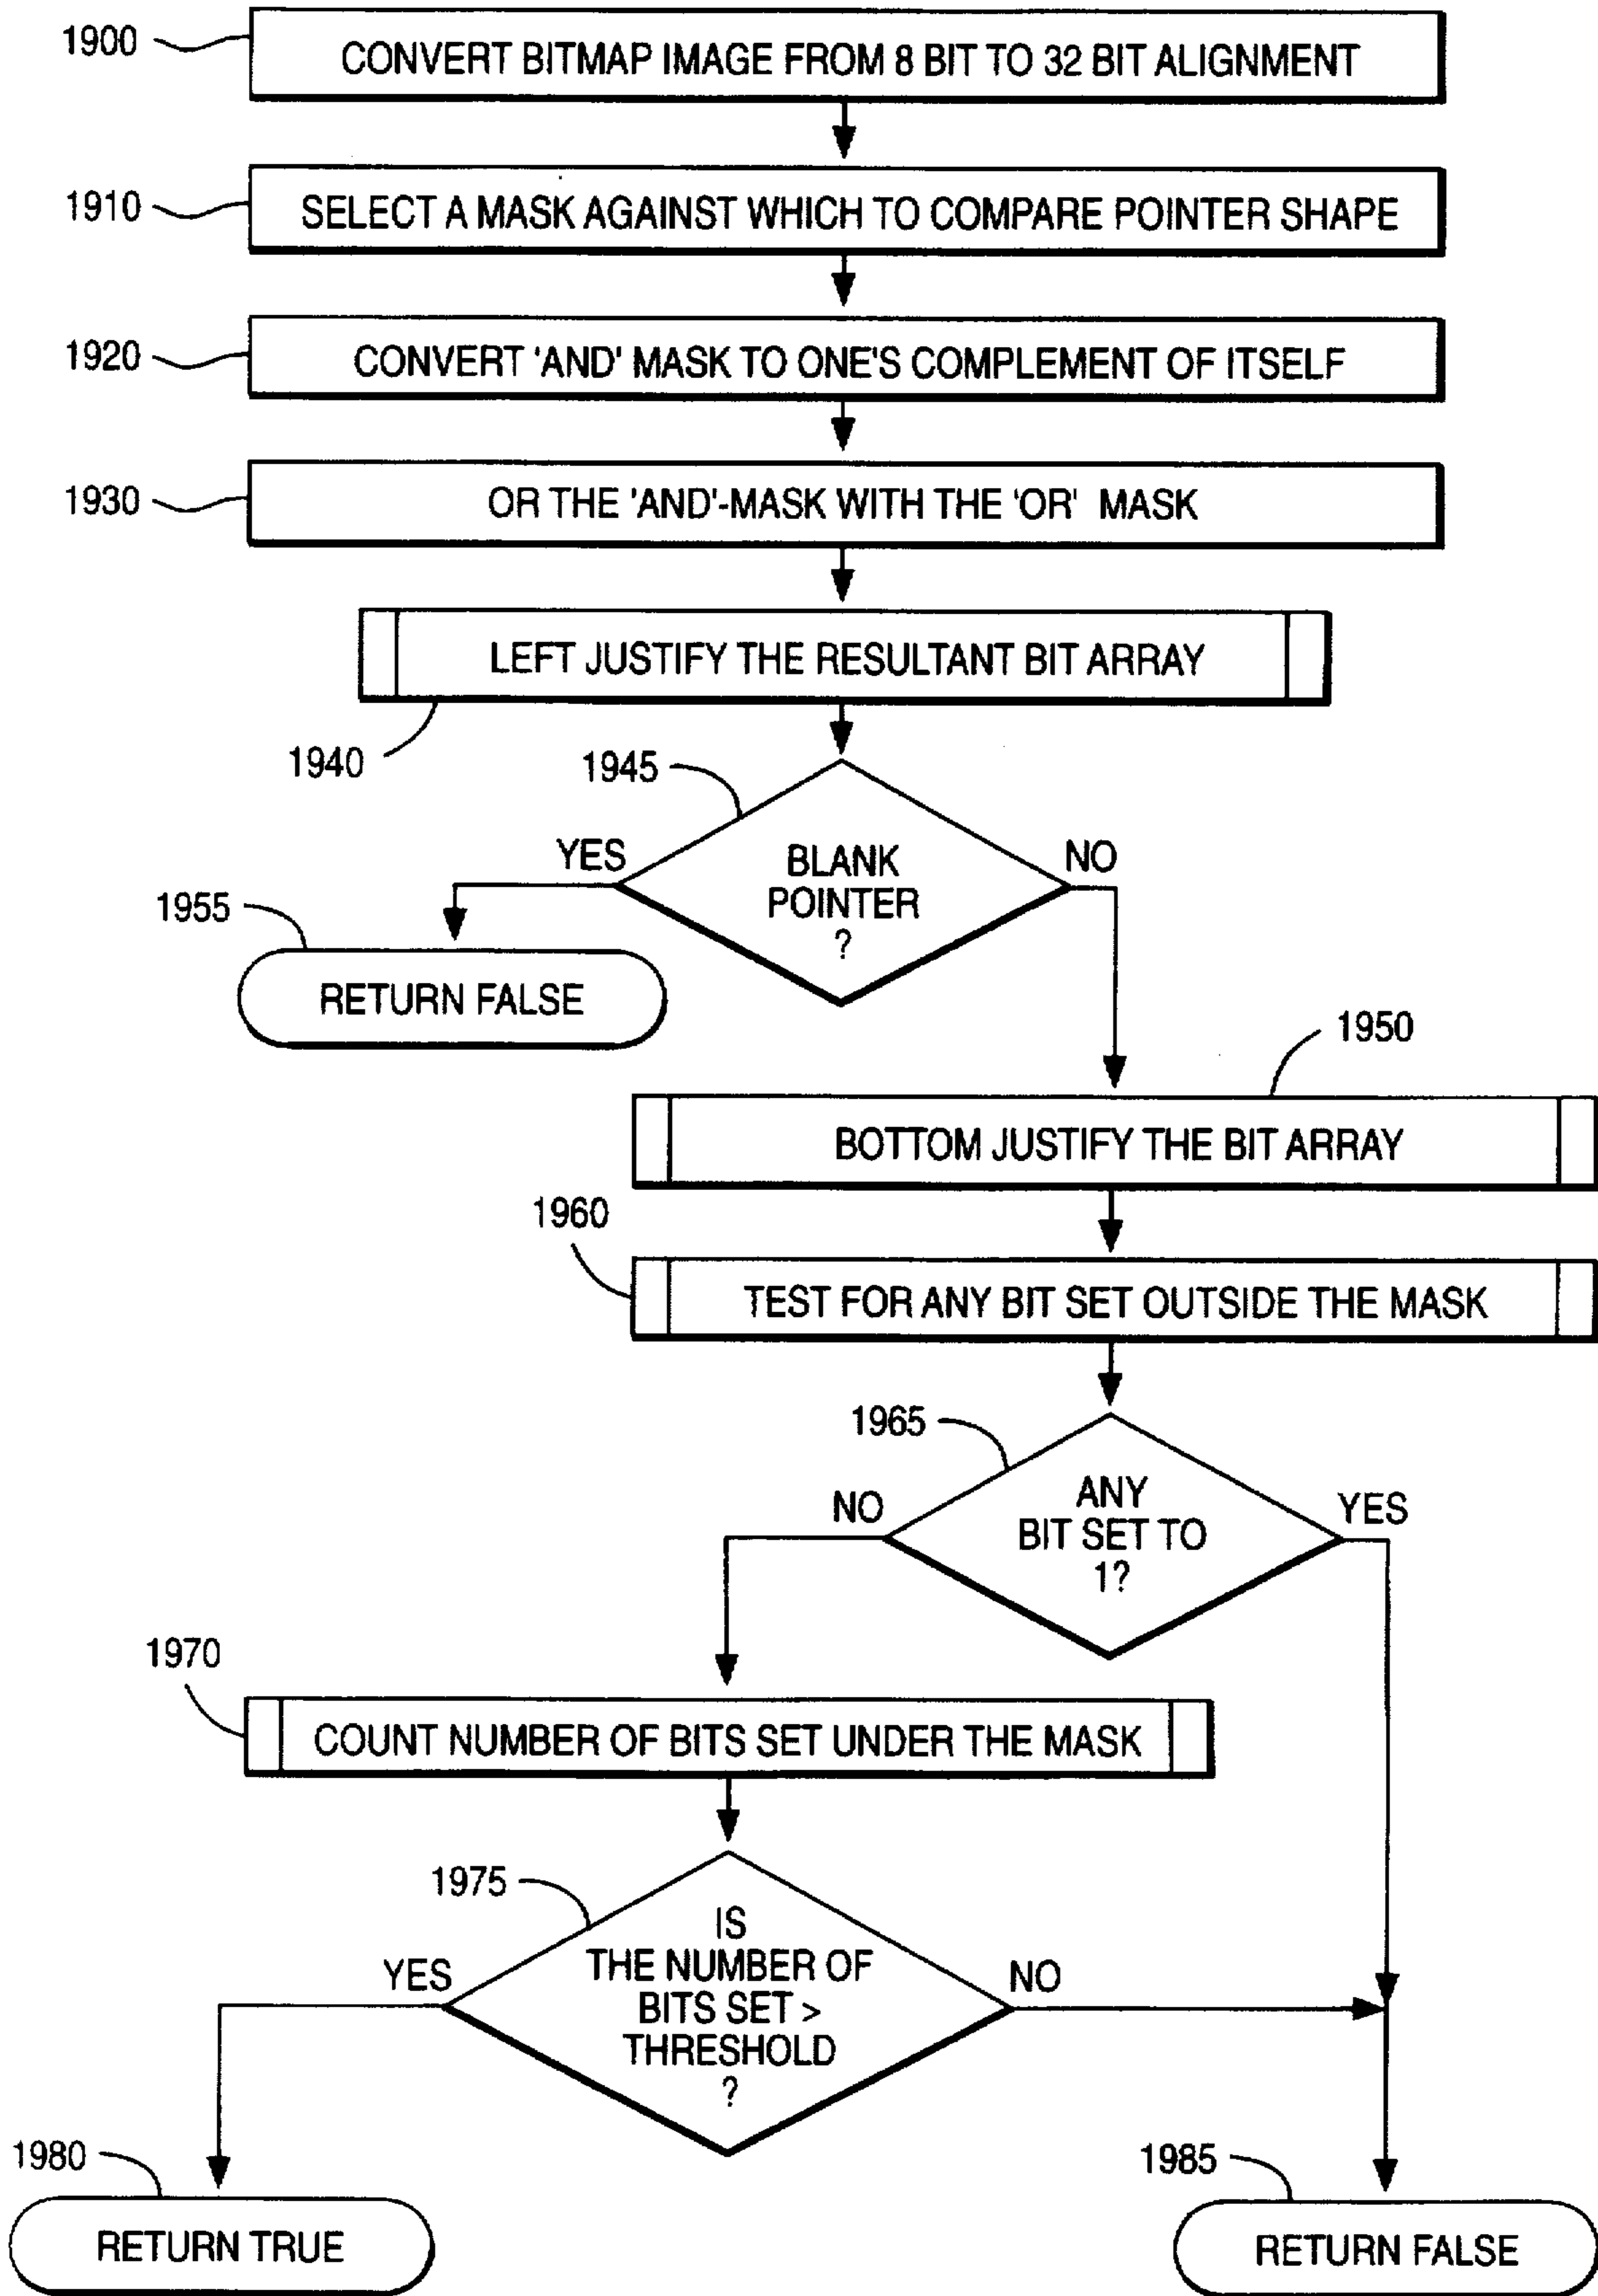 1900
CONVERT BITMAP IMAGE FROM 8 BIT TO 32 BIT ALIGNMENT
1910
SELECT A MASK AGAINST WHICH TO COMPARE POINTER SHAPE
1920
CONVERT 'AND' MASK TO ONE'S COMPLEMENT OF ITSELF
1930
OR THE 'AND'-MASK WITH THE 'OR' MASK
LEFT JUSTIFY THE RESULTANT BIT ARRAY
1940
1945
YES
BLANK
POINTER
?
NO
1955
RETURN FALSE
1950
BOTTOM JUSTIFY THE BIT ARRAY
1960
TEST FOR ANY BIT SET OUTSIDE THE MASK
1965
NO
ANY
BIT SET TO
1?
YES
1970
COUNT NUMBER OF BITS SET UNDER THE MASK
1975
YES
IS
THE NUMBER OF
BITS SET >
THRESHOLD
?
NO
1980
RETURN TRUE
1985
RETURN FALSE